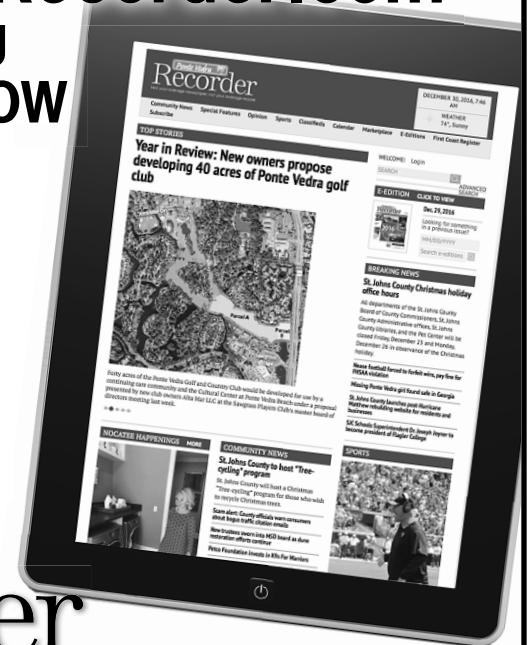 Recorder.com
g
OW
Ponte Vedra
Recorder
DECEMBER 30, 2016, 7:46
AM
WEATHER
74°, Sunny
Community News Special Features Opinion Sports Classifieds Calendar Marketplace E-Editions First Coast Register
Subscribe
TOP STORIES
Year in Review: New owners propose
developing 40 acres of Ponte Vedra golf
club
Parcel A
Parcel
Forty acres of the Ponte Vedra Golf and Country Club would be developed for use by a
continuing care community and the Cultural Center at Ponte Vedra Beach under a proposal
presented by new club owners Alta Mar LLC at the Sawgrass Players Club's master board of
directors meeting last week.
WELCOME! Login
SEARCH
ADVANCED
SEARCH
E-EDITION CLICK TO VIEW
Recorder
2016
Dec. 29, 2016
Looking for something
in a previous issue?
MM/DD/YYYY
Search e-editions
BREAKING NEWS
St. Johns County Christmas holiday
office hours
All departments of the St. Johns County
Board of County Commissioners, St. Johns
County Administrative offices, St. Johns
County Libraries, and the Pet Center will be
closed Friday, December 23 and Monday,
December 26 in observance of the Christmas
holiday.
Nease football forced to forfeit wins, pay fine for
FHSAA violation
Missing Ponte Vedra girl found safe in Georgia
St. Johns County launches post-Hurricane
Matthew rebuilding website for residents and
businesses
SJC Schools Superintendent Dr. Joseph Joyner to
become president of Flagler College
NOCATEE HAPPENINGS MORE
COMMUNITY NEWS
St. Johns County to host "Tree-
cycling" program
St. Johns County will host a Christmas
"Tree-cycling" program for those who wish
to recycle Christmas trees.
Scam alert: County officials warn consumers
about bogus traffic citation emails
New trustees sworn into MSD board as dune
restoration efforts continue
Petco Foundation invests in K9s For Warriors
SPORTS
er